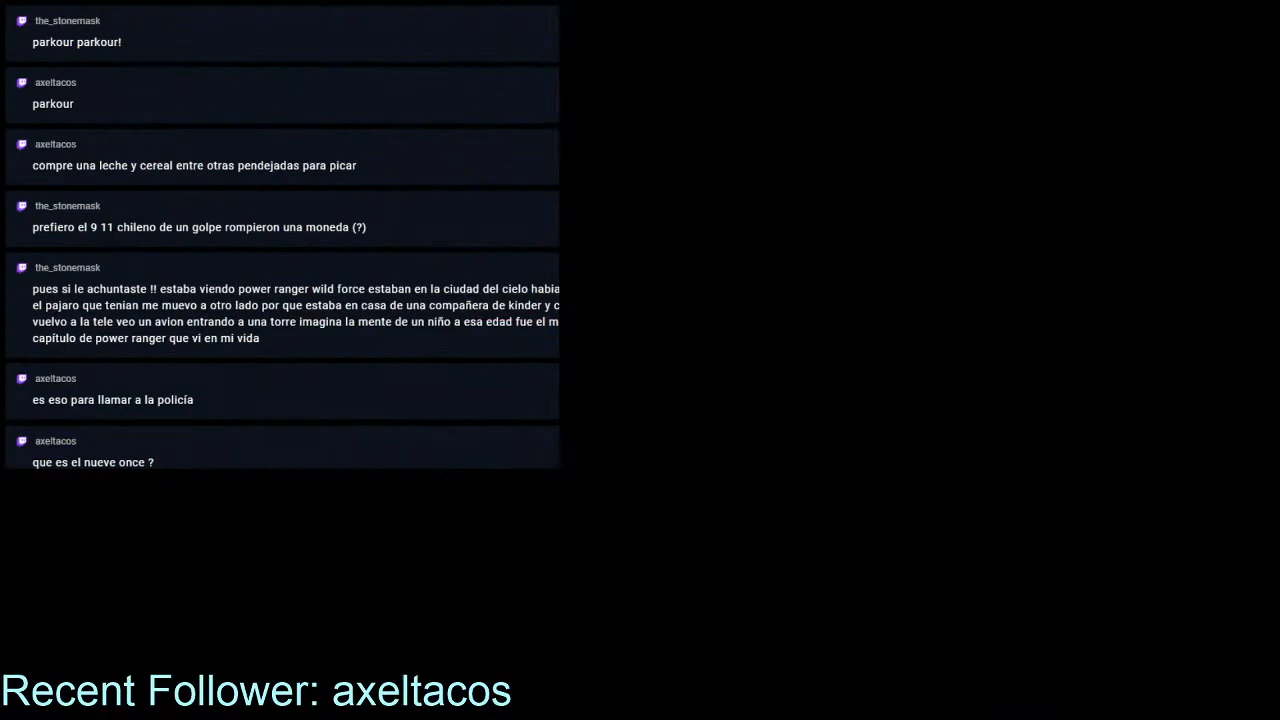 the_stonemask
parkour parkour!
axeltacos
parkour
axeltacos
compre una leche y cereal entre otras pendejadas para picar
the_stonemask
prefiero el 9 11 chileno de un golpe rompieron una moneda (?)
the_stonemask
pues si le achuntaste !! estaba viendo power ranger wild force estaban en la ciudad del cielo habia
el pajaro que tenian me muevo a otro lado por que estaba en casa de una compañera de kinder y c
vuelvo a la tele veo un avion entrando a una torre imagina la mente de un niño a esa edad fue el m
capítulo de power ranger que vi en mi vida
axeltacos
es eso para llamar a la policía
axeltacos
que es el nueve once ?
Recent Follower: axeltacos